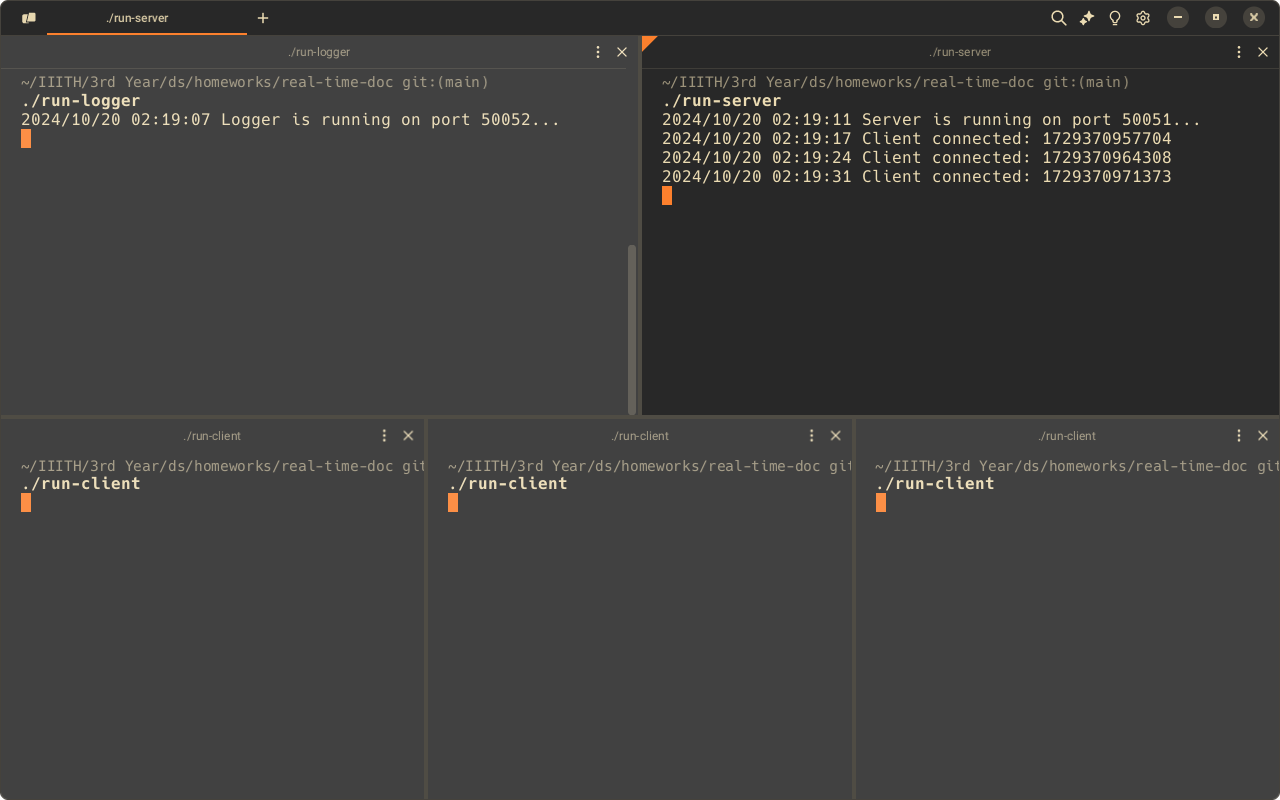 ./run-server
./run-logger
~/IIITH/3rd Year/ds/homeworks/real-time-doc git:(main)
./run-logger
2024/10/20 02:19:07 Logger is running on port 50052...
./run-server
~/IIITH/3rd Year/ds/homeworks/real-time-doc git:(main)
./run-server
2024/10/20 02:19:11 Server is running on port 50051...
2024/10/20 02:19:17 Client connected: 1729370957704
2024/10/20 02:19:24 Client connected: 1729370964308
2024/10/20 02:19:31 Client connected: 1729370971373
./run-client
~/IIITH/3rd Year/ds/homeworks/real-time-doc git
./run-client
./run-client
~/IIITH/3rd Year/ds/homeworks/real-time-doc git
./run-client
./run-client
~/IIITH/3rd Year/ds/homeworks/real-time-doc git
./run-client